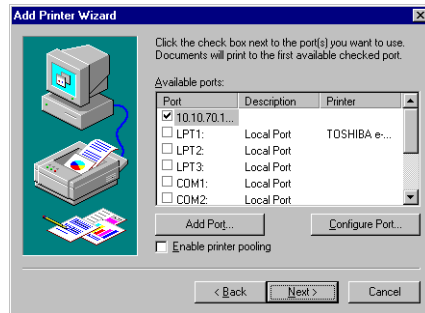 Add Printer Wizard
Click the check box next to the port(s) you want to use.
Documents will print to the first available checked port.
Available ports:
Port Description Printer
10.10.70.1...
LPT1: Local Port TOSHIBA e-...
LPT2: Local Port
LPT3: Local Port
COM1: Local Port
COM2: Local Port
Add Port... Configure Port...
Enable printer pooling
< Back Next > Cancel